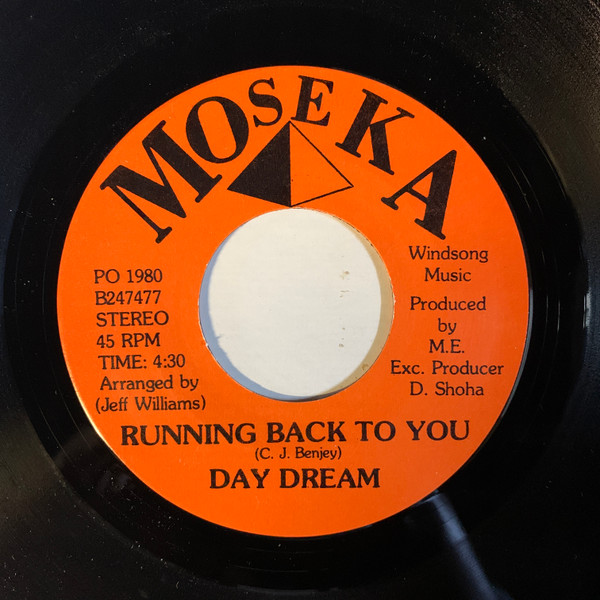 MOSEKA
PO 1980
B247477
STEREO
45 RPM
TIME: 4:30
Arranged by
(Jeff Williams)
Windsong
Music
Produced
by
M.E.
Exc. Producer
D. Shoha
RUNNING BACK TO YOU
(C. J. Benjey)
DAY DREAM